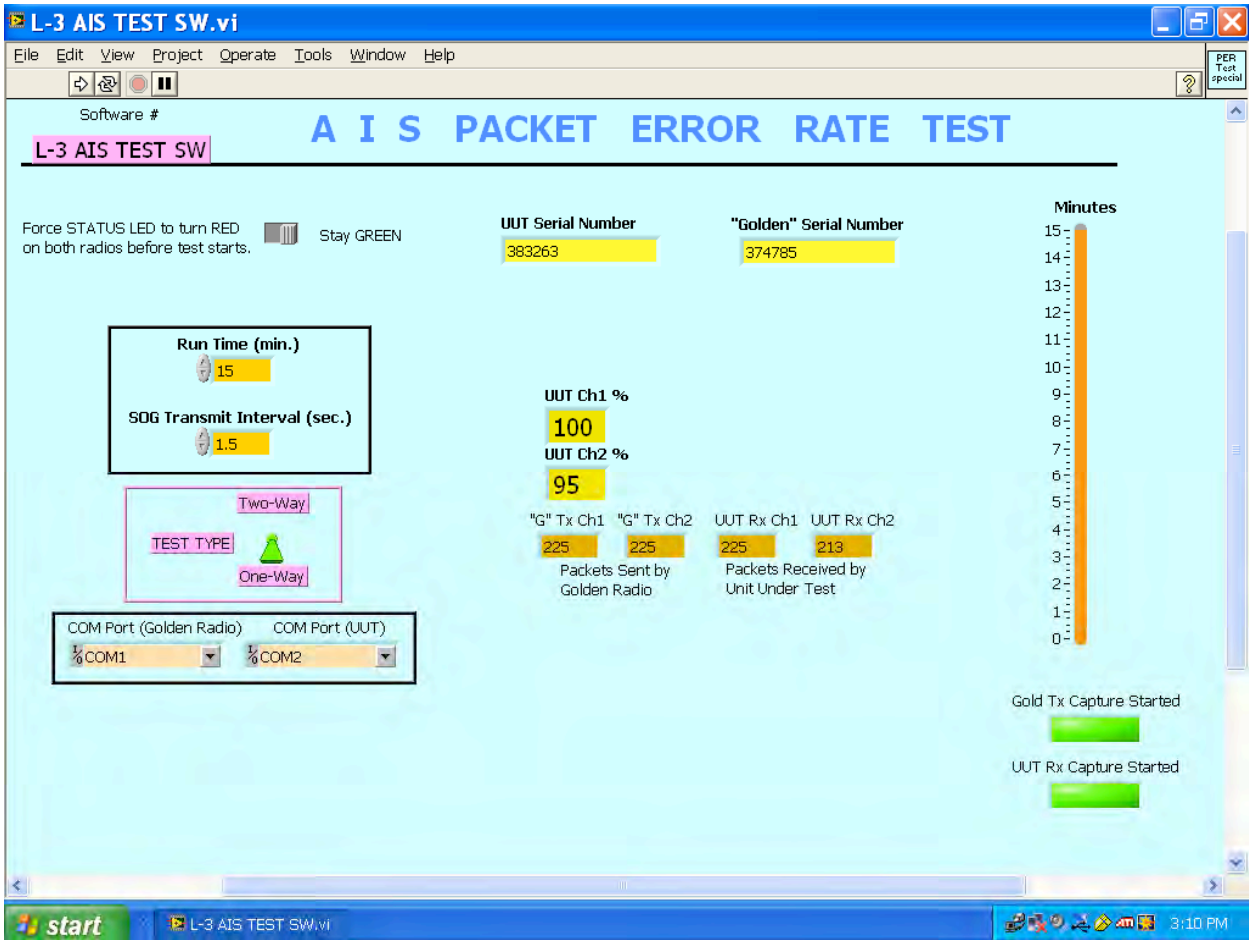 L-3 AIS TEST SW.vi
File Edit View Project Operate Tools Window Help
PER
Test
special
?
Software #
L-3 AIS TEST SW
A I S PACKET ERROR RATE TEST
Force STATUS LED to turn RED
on both radios before test starts.
Stay GREEN
UUT Serial Number
383263
"Golden" Serial Number
374785
Run Time (min.)
15
SOG Transmit Interval (sec.)
1.5
Two-Way
TEST TYPE
One-Way
COM Port (Golden Radio) COM Port (UUT)
COM1 COM2
UUT Ch1 %
100
UUT Ch2 %
95
"G" Tx Ch1 "G" Tx Ch2 UUT Rx Ch1 UUT Rx Ch2
225 225 225 213
Packets Sent by
Golden Radio
Packets Received by
Unit Under Test
Minutes
15
14
13
12
11
10
9
8
7
6
5
4
3
2
1
0
Gold Tx Capture Started
UUT Rx Capture Started
start L-3 AIS TEST SW.vi 3:10 PM